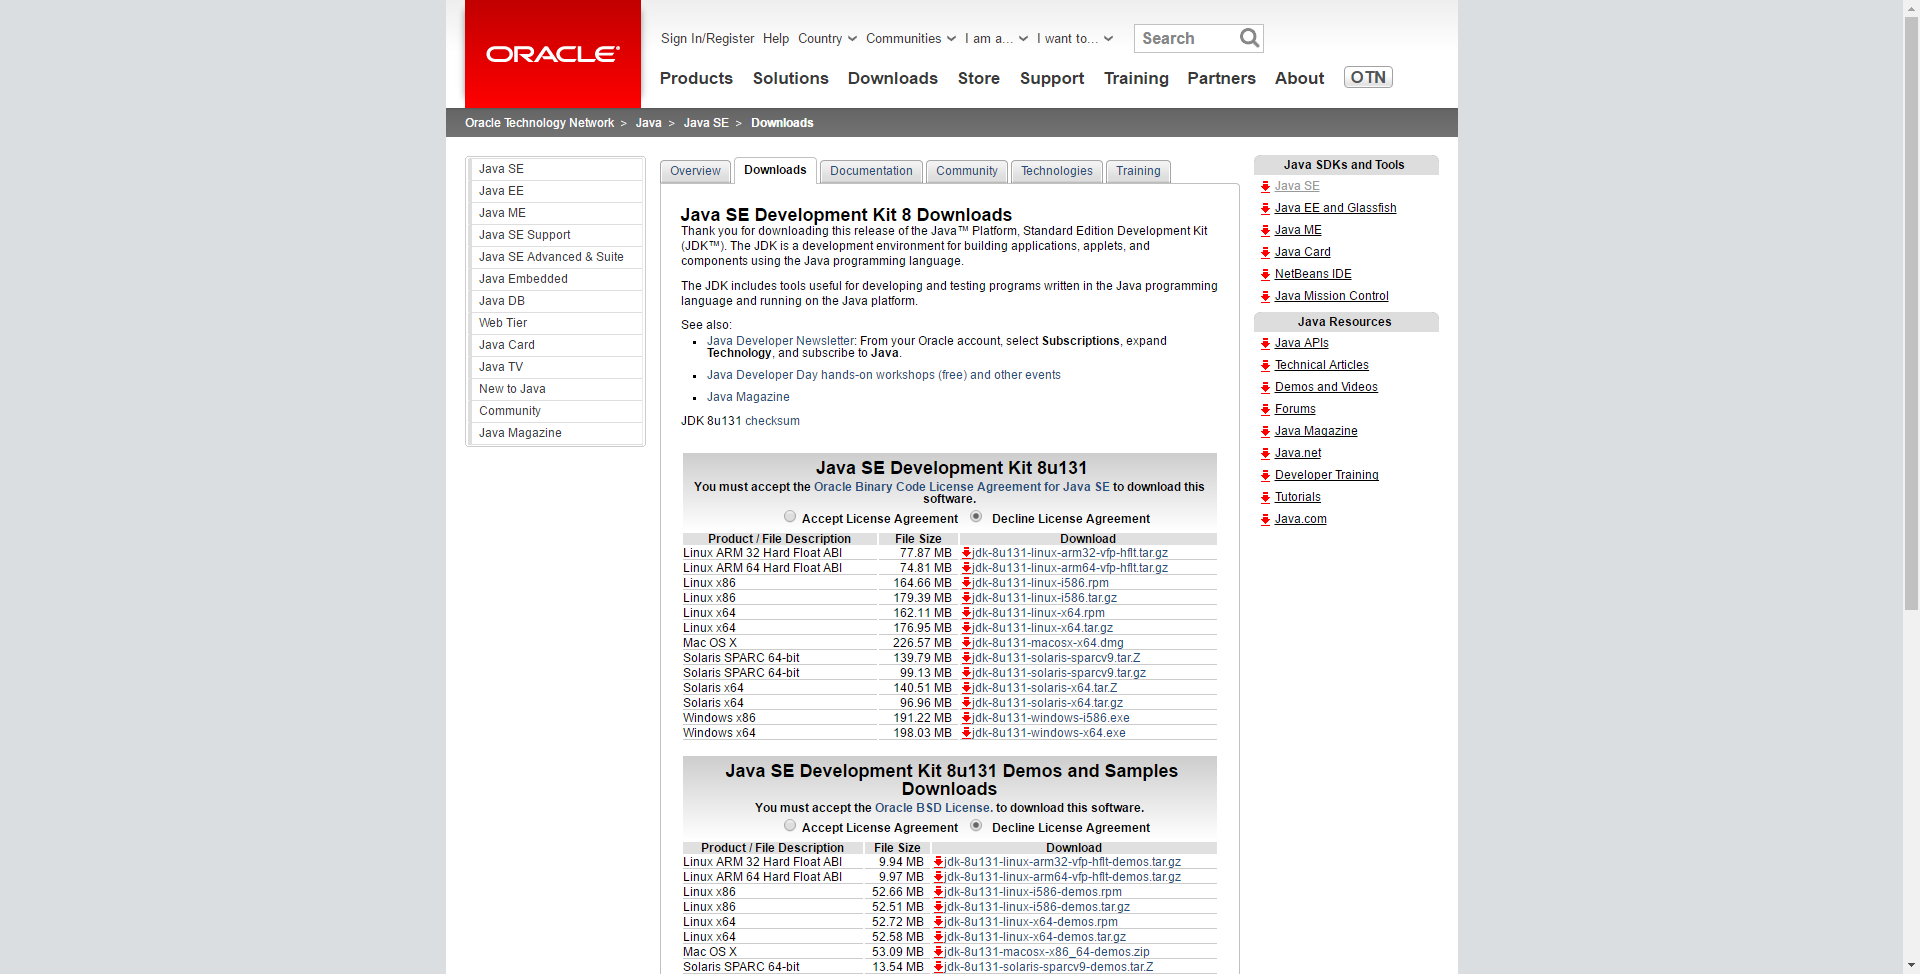 ORACLE
Sign In/Register Help Country Communities I am a... I want to... Search
Products Solutions Downloads Store Support Training Partners About OTN
Oracle Technology Network > Java > Java SE > Downloads
Java SE
Java EE
Java ME
Java SE Support
Java SE Advanced & Suite
Java Embedded
Java DB
Web Tier
Java Card
Java TV
New to Java
Community
Java Magazine
Overview Downloads Documentation Community Technologies Training
Java SE Development Kit 8 Downloads
Thank you for downloading this release of the Java™ Platform, Standard Edition Development Kit
(JDK™). The JDK is a development environment for building applications, applets, and
components using the Java programming language.
The JDK includes tools useful for developing and testing programs written in the Java programming
language and running on the Java platform.
See also:
Java Developer Newsletter: From your Oracle account, select Subscriptions, expand
Technology, and subscribe to Java.
Java Developer Day hands-on workshops (free) and other events
Java Magazine
JDK 8u131 checksum
Java SE Development Kit 8u131
You must accept the Oracle Binary Code License Agreement for Java SE to download this
software.
Accept License Agreement Decline License Agreement
Product / File Description File Size Download
Linux ARM 32 Hard Float ABI 77.87 MB jdk-8u131-linux-arm32-vfp-hflt.tar.gz
Linux ARM 64 Hard Float ABI 74.81 MB jdk-8u131-linux-arm64-vfp-hflt.tar.gz
Linux x86 164.66 MB jdk-8u131-linux-i586.rpm
Linux x86 179.39 MB jdk-8u131-linux-i586.tar.gz
Linux x64 162.11 MB jdk-8u131-linux-x64.rpm
Linux x64 176.95 MB jdk-8u131-linux-x64.tar.gz
Mac OS X 226.57 MB jdk-8u131-macosx-x64.dmg
Solaris SPARC 64-bit 139.79 MB jdk-8u131-solaris-sparcv9.tar.Z
Solaris SPARC 64-bit 99.13 MB jdk-8u131-solaris-sparcv9.tar.gz
Solaris x64 140.51 MB jdk-8u131-solaris-x64.tar.Z
Solaris x64 96.96 MB jdk-8u131-solaris-x64.tar.gz
Windows x86 191.22 MB jdk-8u131-windows-i586.exe
Windows x64 198.03 MB jdk-8u131-windows-x64.exe
Java SE Development Kit 8u131 Demos and Samples
Downloads
You must accept the Oracle BSD License. to download this software.
Accept License Agreement Decline License Agreement
Product / File Description File Size Download
Linux ARM 32 Hard Float ABI 9.94 MB jdk-8u131-linux-arm32-vfp-hflt-demos.tar.gz
Linux ARM 64 Hard Float ABI 9.97 MB jdk-8u131-linux-arm64-vfp-hflt-demos.tar.gz
Linux x86 52.66 MB jdk-8u131-linux-i586-demos.rpm
Linux x86 52.51 MB jdk-8u131-linux-i586-demos.tar.gz
Linux x64 52.72 MB jdk-8u131-linux-x64-demos.rpm
Linux x64 52.58 MB jdk-8u131-linux-x64-demos.tar.gz
Mac OS X 53.09 MB jdk-8u131-macosx-x86_64-demos.zip
Solaris SPARC 64-bit 13.54 MB jdk-8u131-solaris-sparcv9-demos.tar.Z
Java SDKs and Tools
Java SE
Java EE and Glassfish
Java ME
Java Card
NetBeans IDE
Java Mission Control
Java Resources
Java APIs
Technical Articles
Demos and Videos
Forums
Java Magazine
Java.net
Developer Training
Tutorials
Java.com